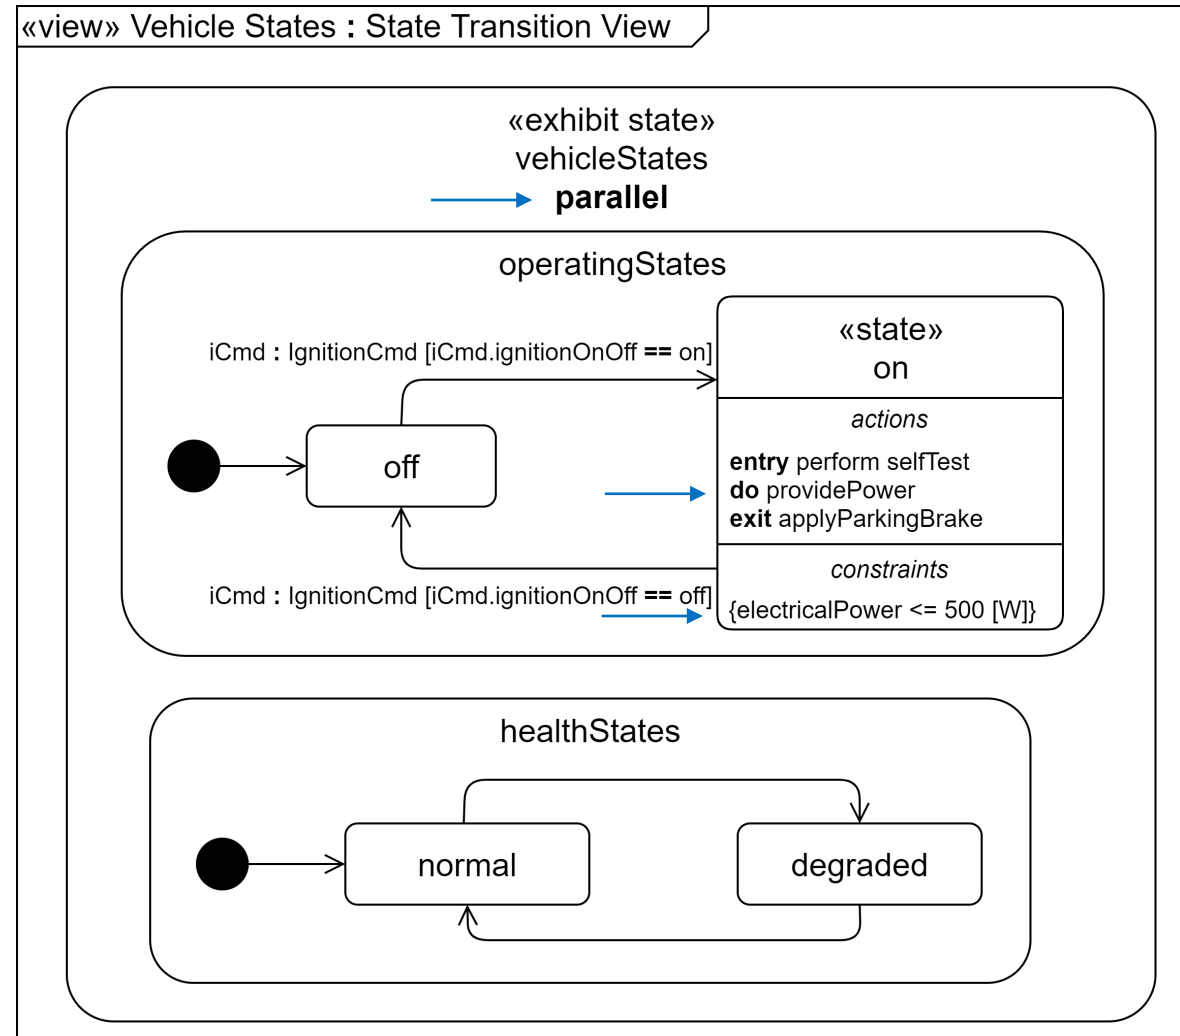 «view» Vehicle States : State Transition View
«exhibit state»
vehicleStates
parallel
operatingStates
iCmd : IgnitionCmd [iCmd.ignitionOnOff == on]
«state»
on
actions
entry perform selfTest
do providePower
exit applyParkingBrake
off
constraints
{electricalPower <= 500 [W]}
iCmd : IgnitionCmd [iCmd.ignitionOnOff == off]
healthStates
normal
degraded